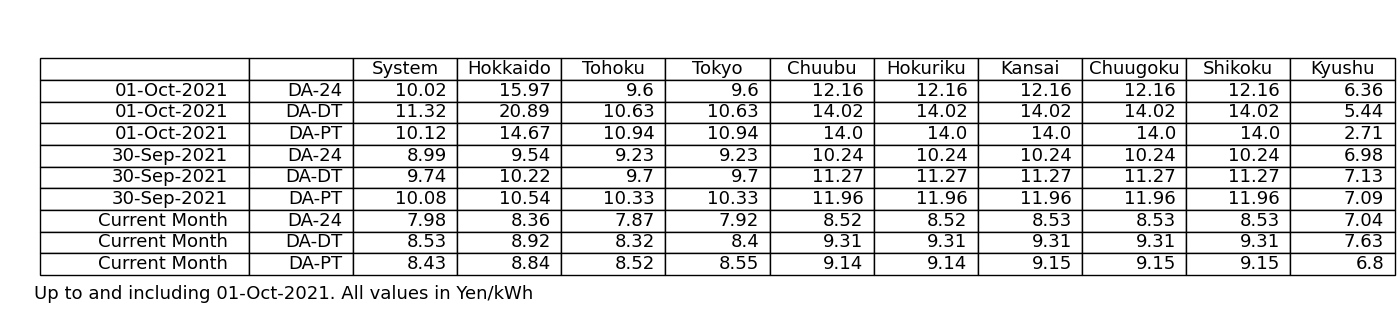 System Hokkaido Tohoku Tokyo Chuubu Hokuriku Kansai Chuugoku Shikoku Kyushu
01-Oct-2021 DA-24 10.02 15.97 9.6 9.6 12.16 12.16 12.16 12.16 12.16 6.36
01-Oct-2021 DA-DT 11.32 20.89 10.63 10.63 14.02 14.02 14.02 14.02 14.02 5.44
01-Oct-2021 DA-PT 10.12 14.67 10.94 10.94 14.0 14.0 14.0 14.0 14.0 2.71
30-Sep-2021 DA-24 8.99 9.54 9.23 9.23 10.24 10.24 10.24 10.24 10.24 6.98
30-Sep-2021 DA-DT 9.74 10.22 9.7 9.7 11.27 11.27 11.27 11.27 11.27 7.13
30-Sep-2021 DA-PT 10.08 10.54 10.33 10.33 11.96 11.96 11.96 11.96 11.96 7.09
Current Month DA-24 7.98 8.36 7.87 7.92 8.52 8.52 8.53 8.53 8.53 7.04
Current Month DA-DT 8.53 8.92 8.32 8.4 9.31 9.31 9.31 9.31 9.31 7.63
Current Month DA-PT 8.43 8.84 8.52 8.55 9.14 9.14 9.15 9.15 9.15 6.8
Up to and including 01-Oct-2021. All values in Yen/kWh